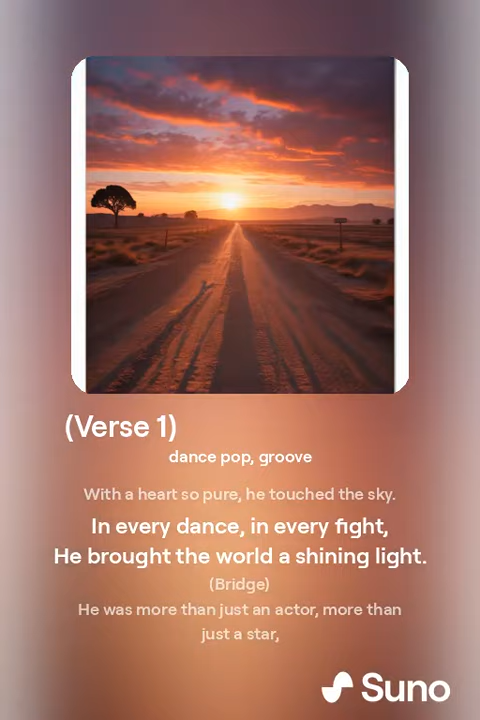 (Verse 1)
dance pop, groove
With a heart so pure, he touched the sky.
In every dance, in every fight,
He brought the world a shining light.
(Bridge)
He was more than just an actor, more than
just a star,
Suno